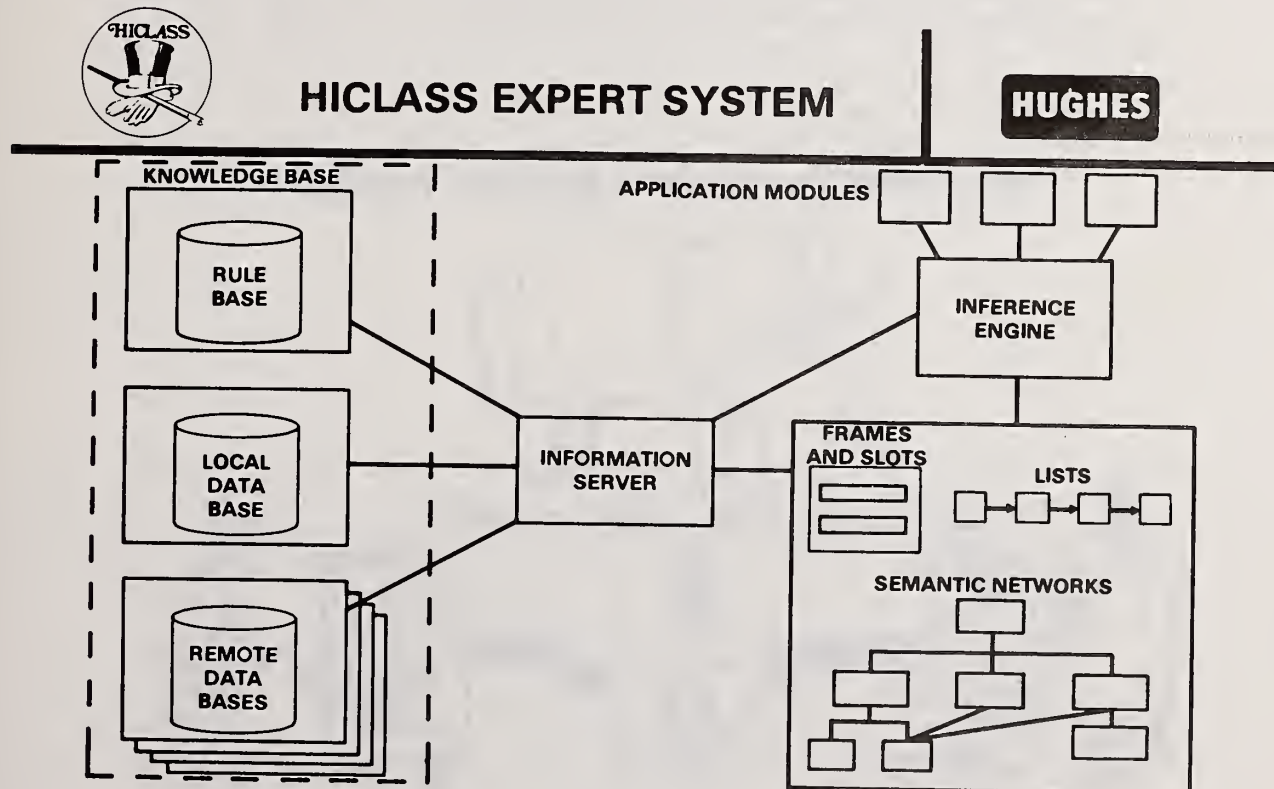 HICLASS
HICLASS EXPERT SYSTEM
HUGHES
KNOWLEDGE BASE
RULE
BASE
LOCAL
DATA
BASE
REMOTE
DATA
BASES
INFORMATION
SERVER
APPLICATION MODULES
INFERENCE
ENGINE
FRAMES
AND SLOTS
LISTS
SEMANTIC NETWORKS